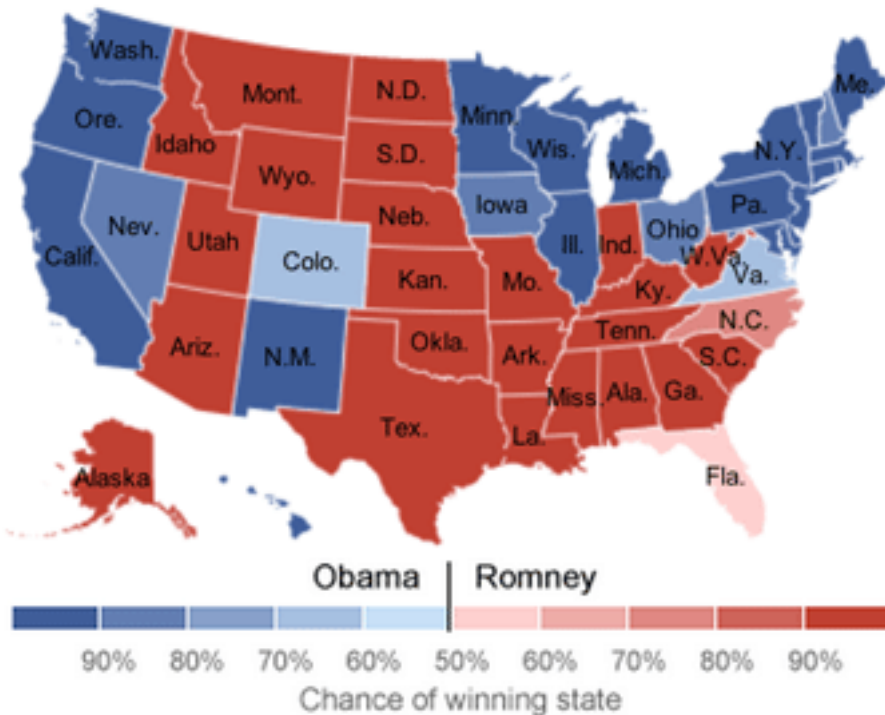 Wash.
Me.
Mont.
N.D.
Minn
Ore.
Idaho
S.D.
Wis.
N.Y.
Mich.
Wyo.
Iowa
Pa.
Neb.
Nev.
Ohio
Utah
Ill.
Ind.
Calif.
Colo.
W.Va.
Va.
Kan.
Mo.
Ky.
N.C.
Tenn.
Okla.
Ariz.
N.M.
Ark.
S.C.
Miss.
Ala.
Ga.
Tex.
La.
Alaska
Fla.
Obama
Romney
90% 80% 70% 60% 50% 60% 70% 80% 90%
Chance of winning state